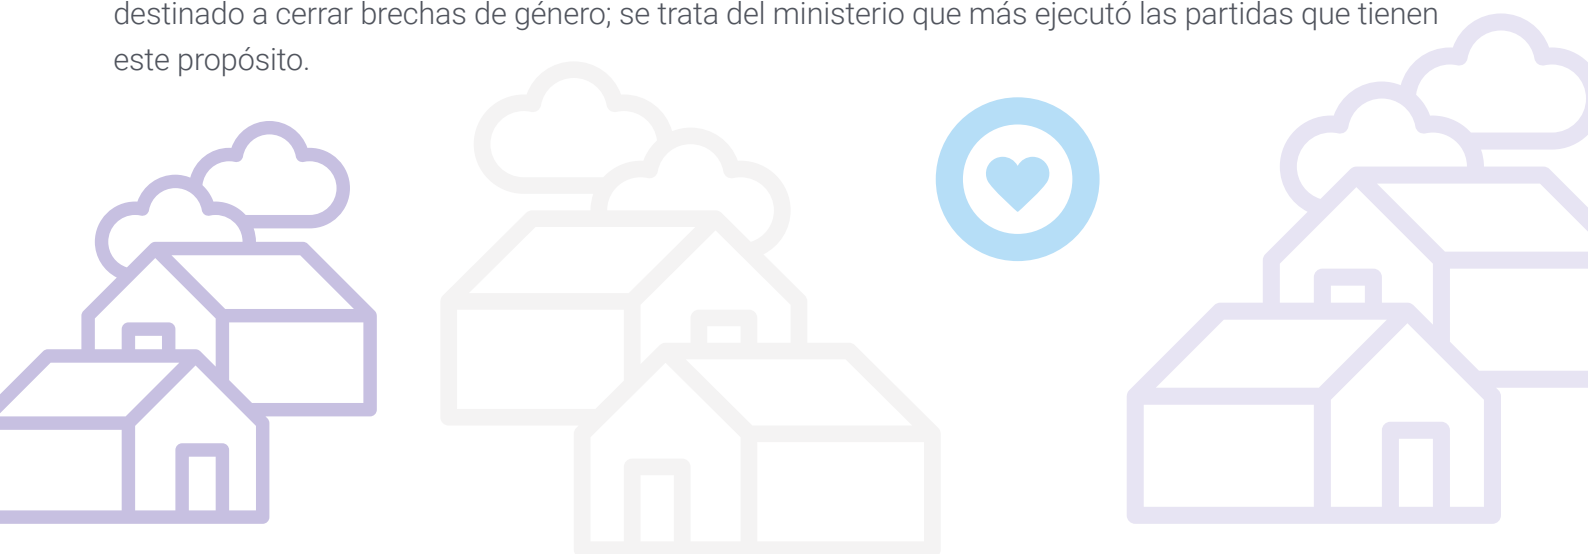 destinado a cerrar brechas de género; se trata del ministerio que más ejecutó las partidas que tienen
este propósito.